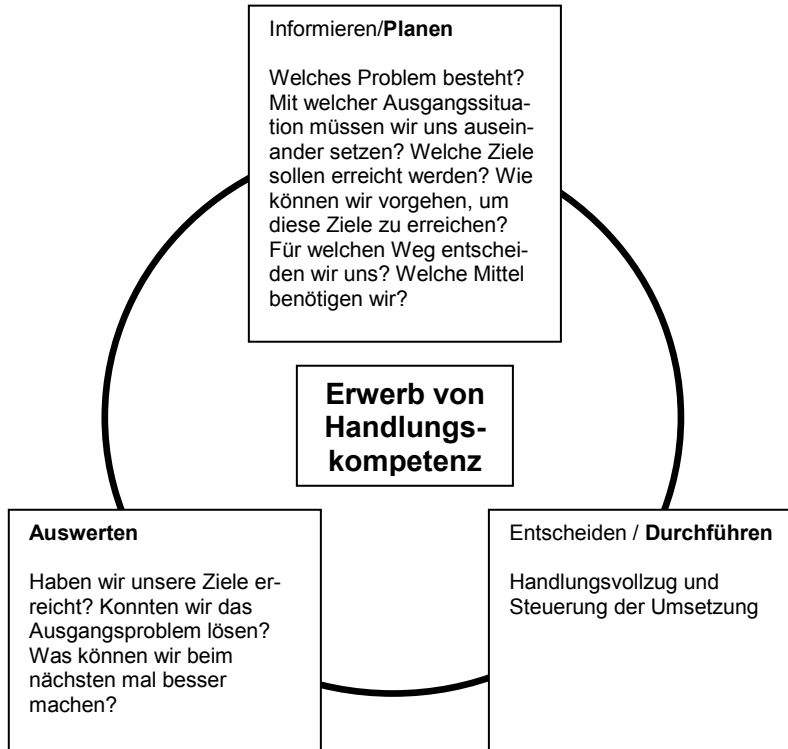 Informieren/Planen
Welches Problem besteht?
Mit welcher Ausgangssitua-
tion müssen wir uns ausein-
ander setzen? Welche Ziele
sollen erreicht werden? Wie
können wir vorgehen, um
diese Ziele zu erreichen?
Für welchen Weg entschei-
den wir uns? Welche Mittel
benötigen wir?
Erwerb von
Handlungs-
kompetenz
Auswerten
Haben wir unsere Ziele er-
reicht? Konnten wir das
Ausgangsproblem lösen?
Was können wir beim
nächsten mal besser
machen?
Entscheiden / Durchführen
Handlungsvollzug und
Steuerung der Umsetzung